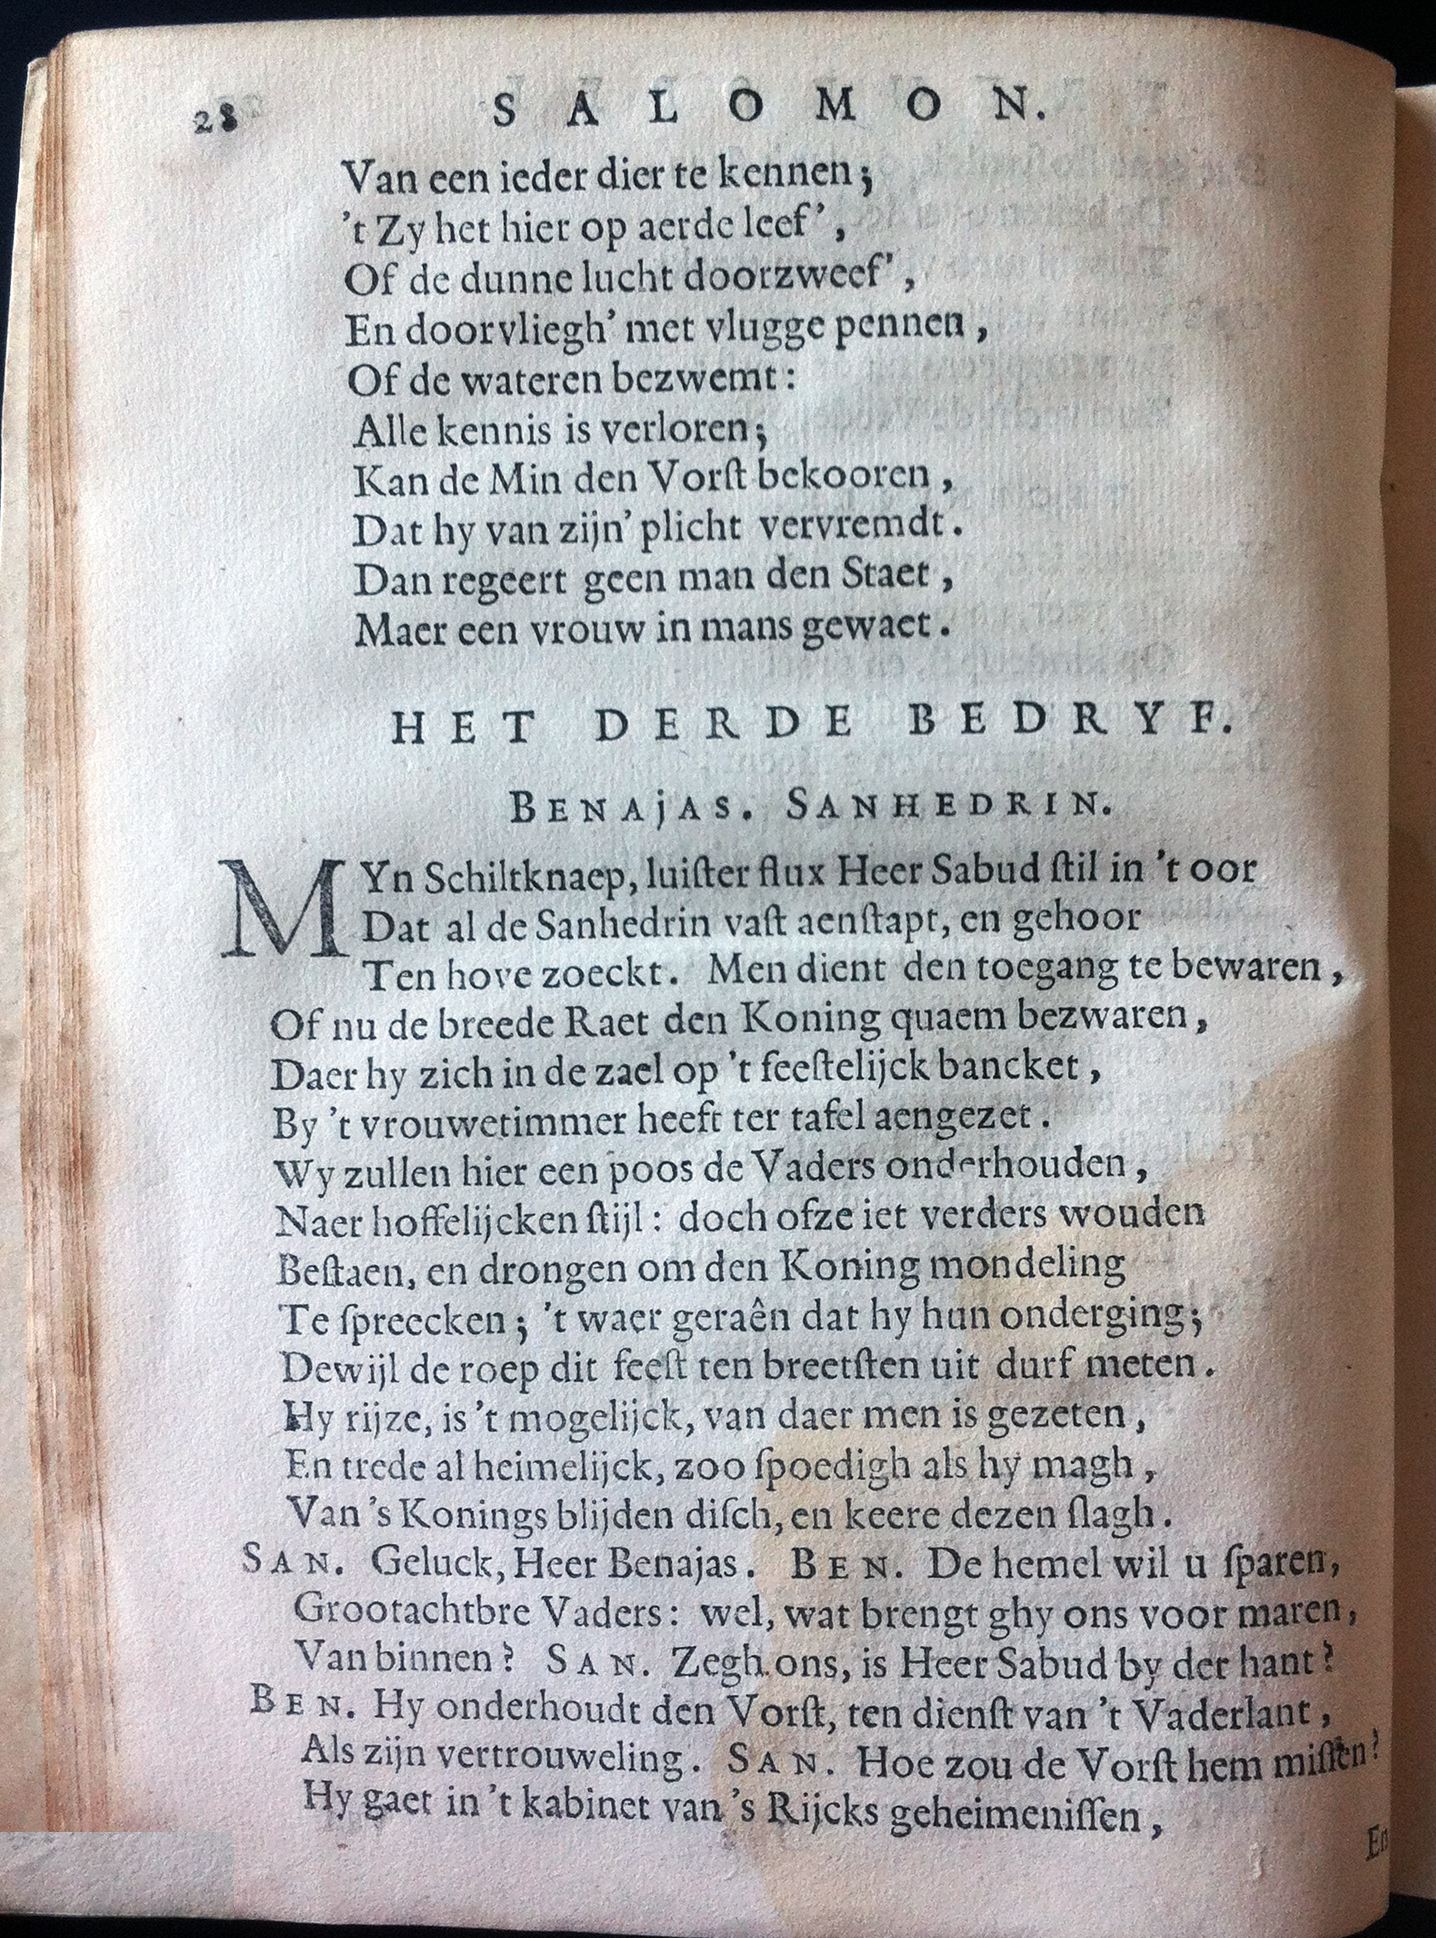 28 SALOMON.
Van een ieder dier te kennen;
't Zy het hier op aerde leef',
Of de dunne lucht doorzweef',
En doorvliegh' met vlugge pennen,
Of de wateren bezwemt:
Alle kennis is verloren;
Kan de Min den Vorſt bekooren,
Dat hy van zijn' plicht vervremdt.
Dan regeert geen man den Staet,
Maer een vrouw in mans gewaet.
HET DERDE BEDRYF.
BENAjAS. SANHEDRIN.
MYn Schiltknaep, luiſter flux Heer Sabud ſtil in 't oor
Dat al de Sanhedrin vaſt aenſtapt, en gehoor
Ten hove zoeckt. Men dient den toegang te bewaren,
Of nu de breede Raet den Koning quaem bezwaren,
Daer hy zich in de zael op 't feeſtelijck bancket,
By 't vrouwetimmer heeft ter tafel aengezet.
Wy zullen hier een poos de Vaders onderhouden,
Naer hoffelijcken ſtijl: doch ofze iet verders wouden
Beſtaen, en drongen om den Koning mondeling
Te ſpreecken; 't waer geraên dat hy hun onderging;
Dewijl de roep dit feeſt ten breetſten uit durf meten.
Hy rijze, is 't mogelijck, van daer men is gezeten,
En trede al heimelijck, zoo ſpoedigh als hy magh,
Van 's Konings blijden diſch, en keere dezen ſlagh.
SAN. Geluck, Heer Benajas. BEN. De hemel wil u ſparen,
Grootachtbre Vaders: wel, wat brengt ghy ons voor maren,
Van binnen? SAN. Zegh ons, is Heer Sabud by der hant?
BEN. Hy onderhoudt den Vorſt, ten dienſt van 't Vaderlant,
Als zijn vertrouweling. SAN. Hoe zou de Vorſt hem miſſen?
Hy gaet in 't kabinet van 's Rijcks geheimeniſſen,
En